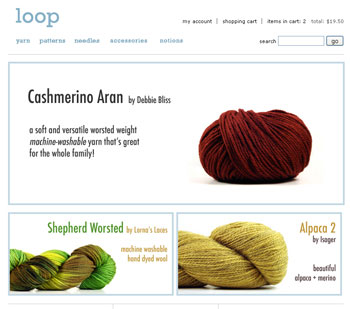 loop
my account | shopping cart | items in cart: 2 total: $19.50
yarn patterns needles accessories notions
search go
Cashmerino Aran by Debbie Bliss
a soft and versatile worsted weight
machine-washable yarn that's great
for the whole family!
Shepherd Worsted by Lorna's Laces
machine washable
hand dyed wool
Alpaca 2
by Isager
beautiful
alpaca + merino